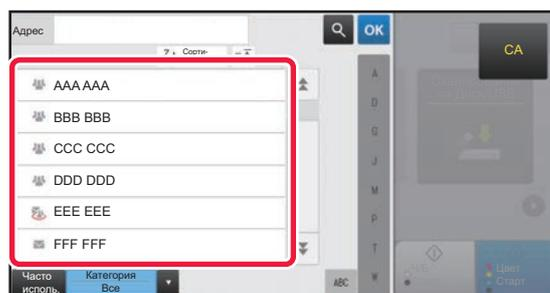 Адрес
OK
CA
Сорти-
A
AAA AAA
D
BBB BBB
G
CCC CCC
J
DDD DDD
M
EEE EEE
P
FFF FFF
T
Часто
использ.
Категория
Все
ABC
W
Ч/Б
Цвет
Старт